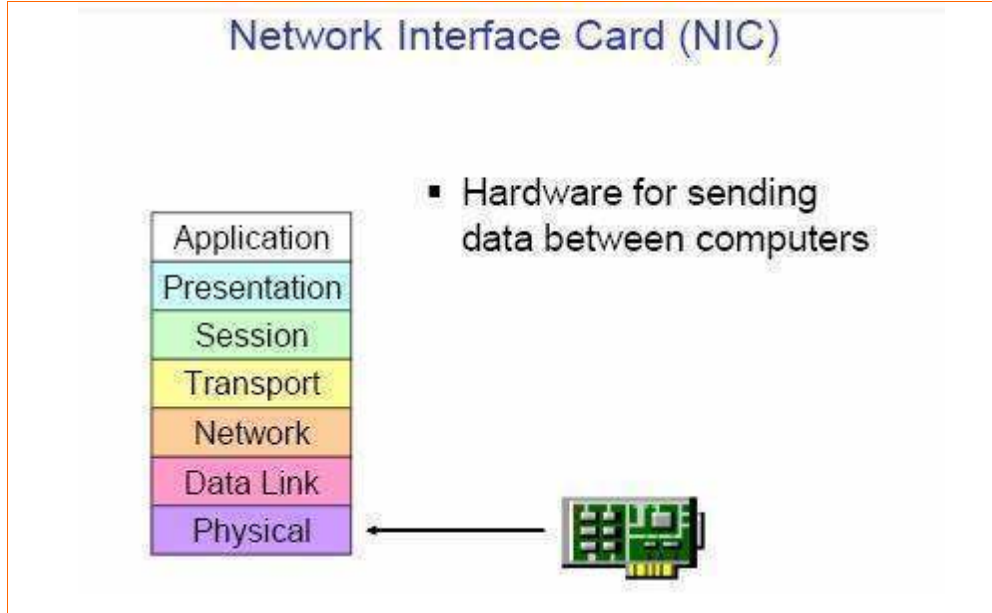 Network Interface Card (NIC)
▪ Hardware for sending
data between computers
Application
Presentation
Session
Transport
Network
Data Link
Physical